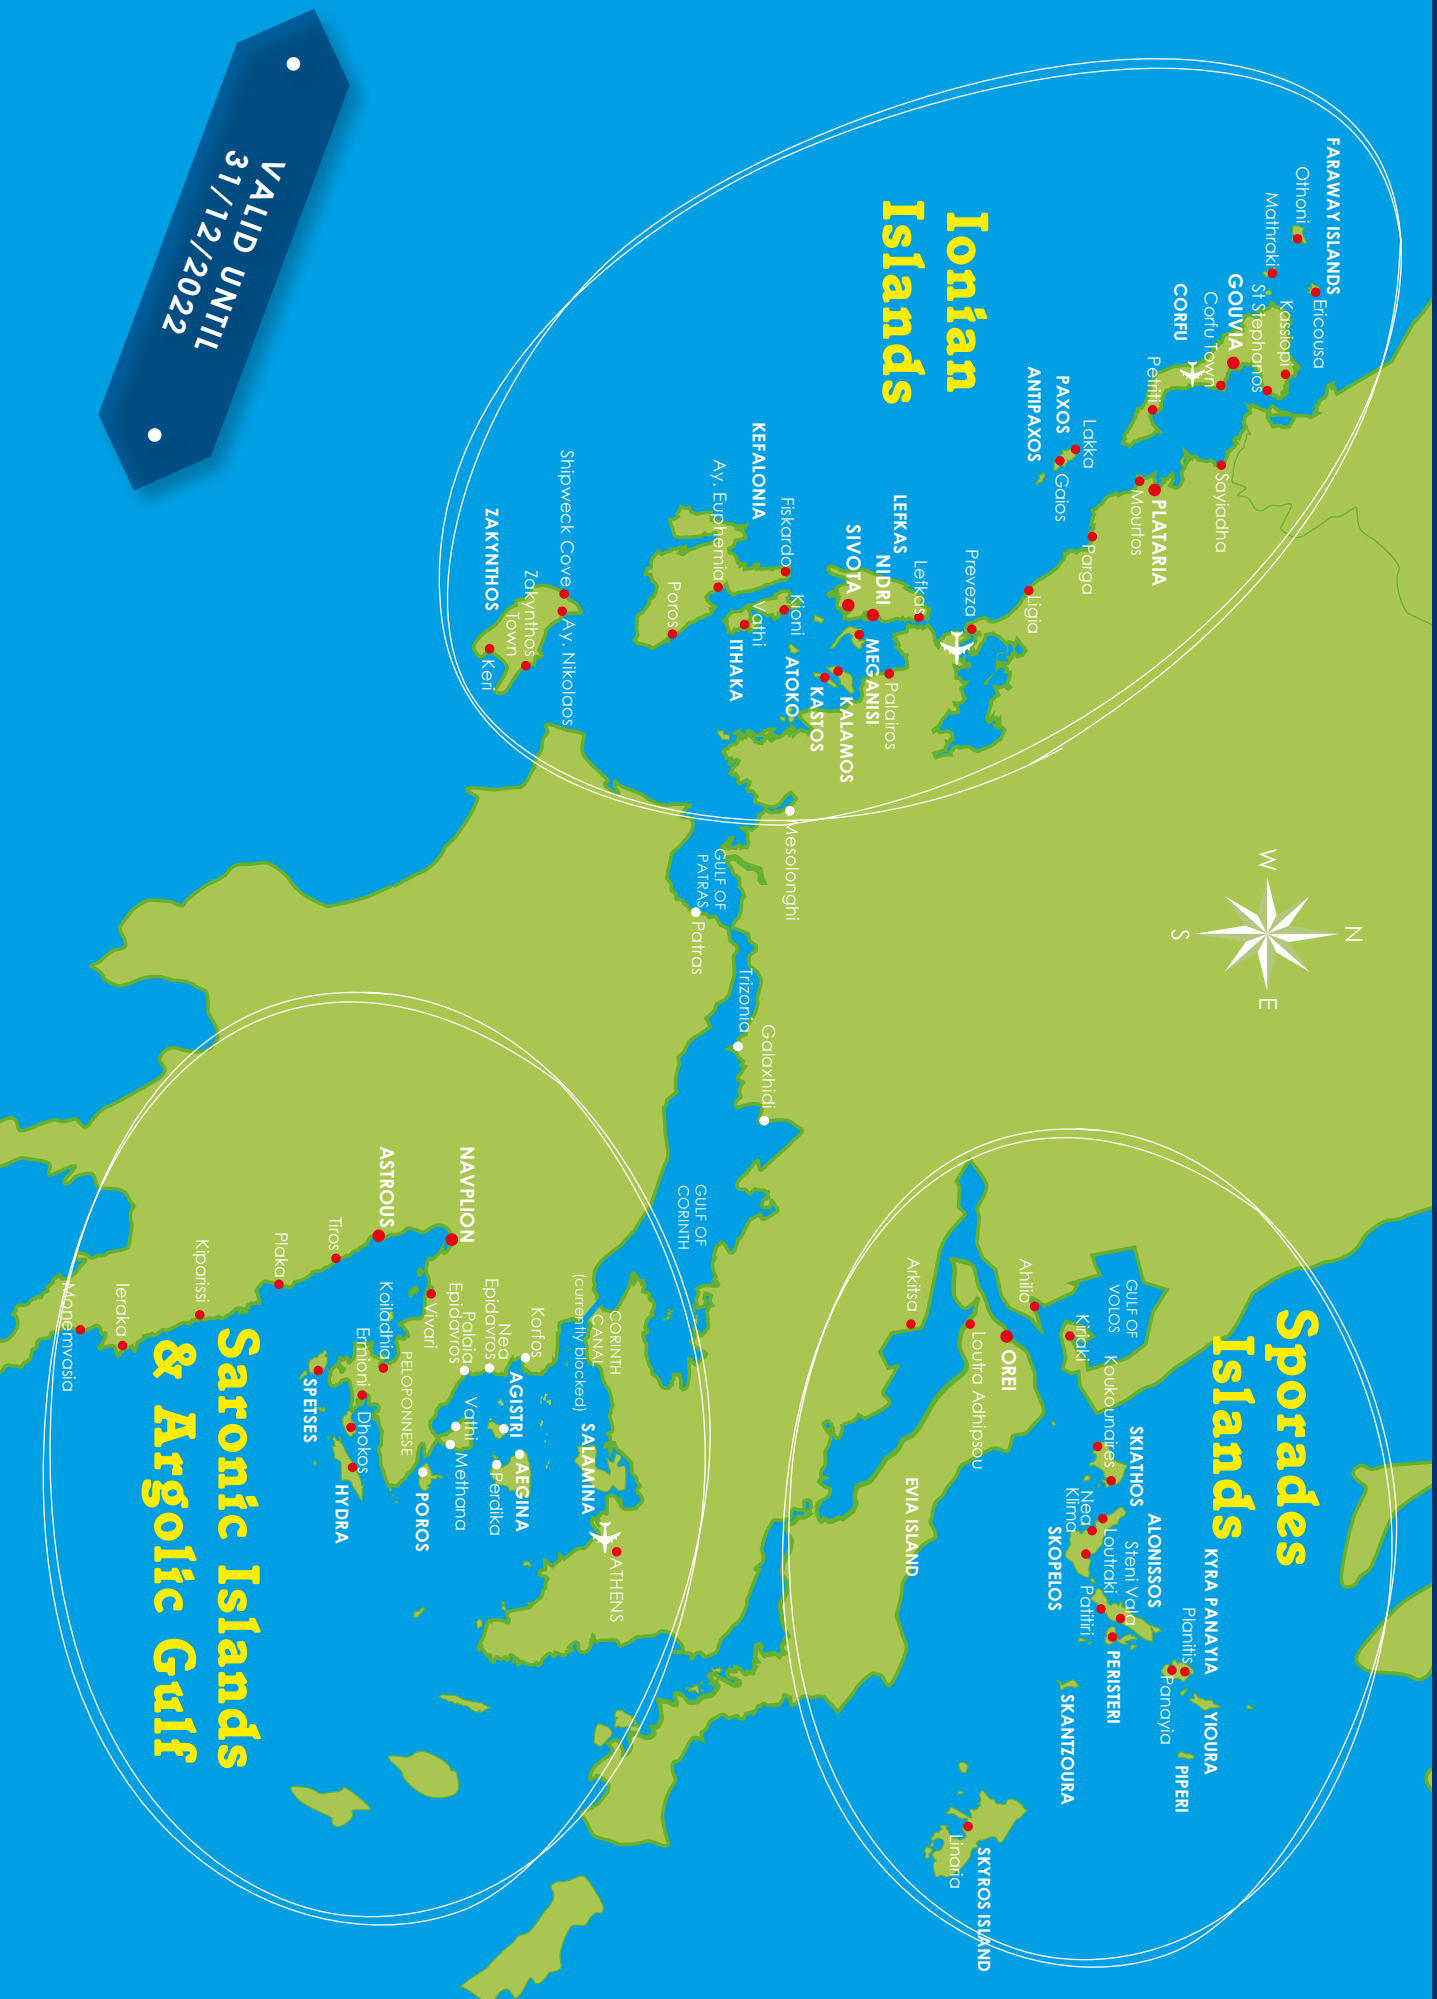 FARAWAY ISLANDS
Othoni
Ericousa
Mathraki
Kassiopi
St Stephanos
GOUVIA
Corfu Town
CORFU
Petriti
Sayiadha
PLATARIA
Mourtos
Parga
Lakka
PAXOS
Gaios
ANTIPAXOS
Ligia
Ionian
Islands
Preveza
Lefkas
LEFKAS
NIDRI
SIVOTA
Palairos
MEGANISI
KALAMOS
KASTOS
ATOKO
Fiskardo
Kioni
KEFALONIA
Vathi
ITHAKA
Ay. Euphemia
Poros
Shipweck Cove
Ay. Nikolaos
Zakynthos
Town
ZAKYNTHOS
Keri
VALID UNTIL
31/12/2022
N
W
E
S
Mesolonghi
GULF OF
PATRAS
Patras
Trizonia
Galaxhidi
GULF OF
CORINTH
Sporades
Islands
GULF OF
VOLOS
Kiriaki
Ahilio
OREI
Loutra Adhipsou
Arkitsa
EVIA ISLAND
Koukounaries
SKIATHOS
Nea
Klima
Loutraki
SKOPELOS
ALONISSOS
Steni Vala
Patitiri
PERISTERI
KYRA PANAYIA
Planitis
Panayia
YIOURA
PIPERI
SKANTZOURA
SKYROS ISLAND
Linaria
CORINTH
CANAL
(currently blocked)
SALAMINA
ATHENS
Korfos
Nea
Epidavros
Palaia
Epidavros
AGISTRI
AEGINA
Perdika
Vathi
Methana
POROS
NAVPLION
Vivari
PELOPONNESE
ASTROUS
Koiladhia
Ermioni
Dhokos
HYDRA
SPETSES
Tiros
Plaka
Kiparissi
Ieraka
Monemvasia
Saronic Islands
& Argolic Gulf